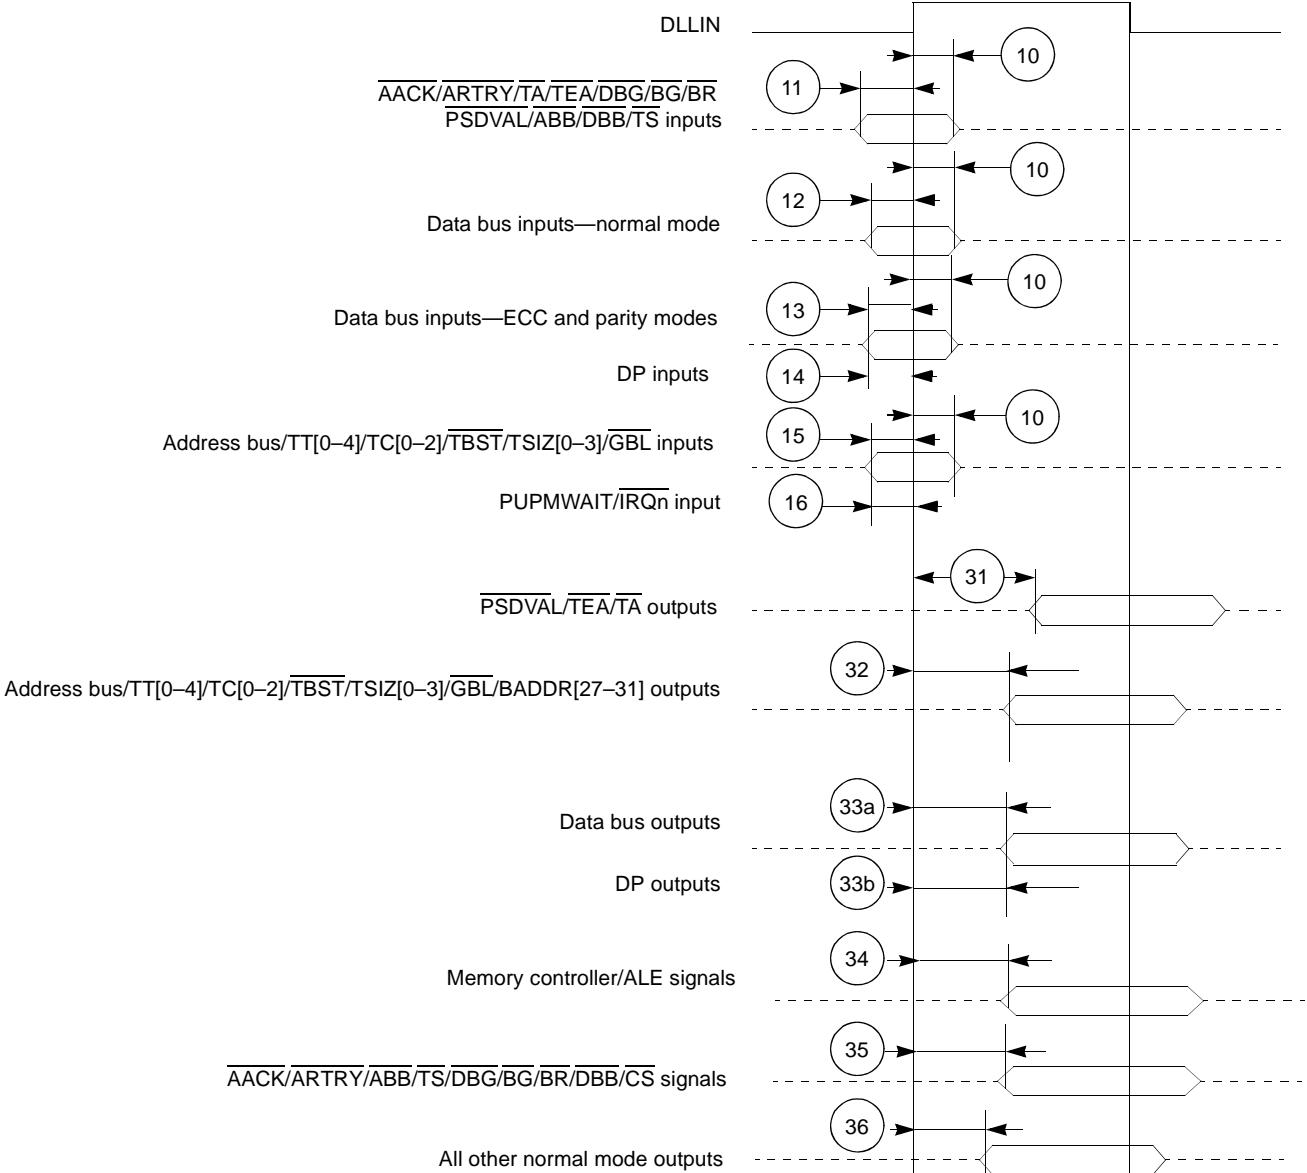 DLLIN
10
11
AACK/ARTRY/TA/TEA/DBG/BG/BR
PSDVAL/ABB/DBB/TS inputs
10
12
Data bus inputs—normal mode
10
13
Data bus inputs—ECC and parity modes
DP inputs
14
10
15
Address bus/TT[0–4]/TC[0–2]/TBST/TSIZ[0–3]/GBL inputs
PUPMWAIT/IRQn input
16
31
PSDVAL/TEA/TA outputs
32
Address bus/TT[0–4]/TC[0–2]/TBST/TSIZ[0–3]/GBL/BADDR[27–31] outputs
33a
Data bus outputs
DP outputs
33b
34
Memory controller/ALE signals
35
AACK/ARTRY/ABB/TS/DBG/BG/BR/DBB/CS signals
36
All other normal mode outputs